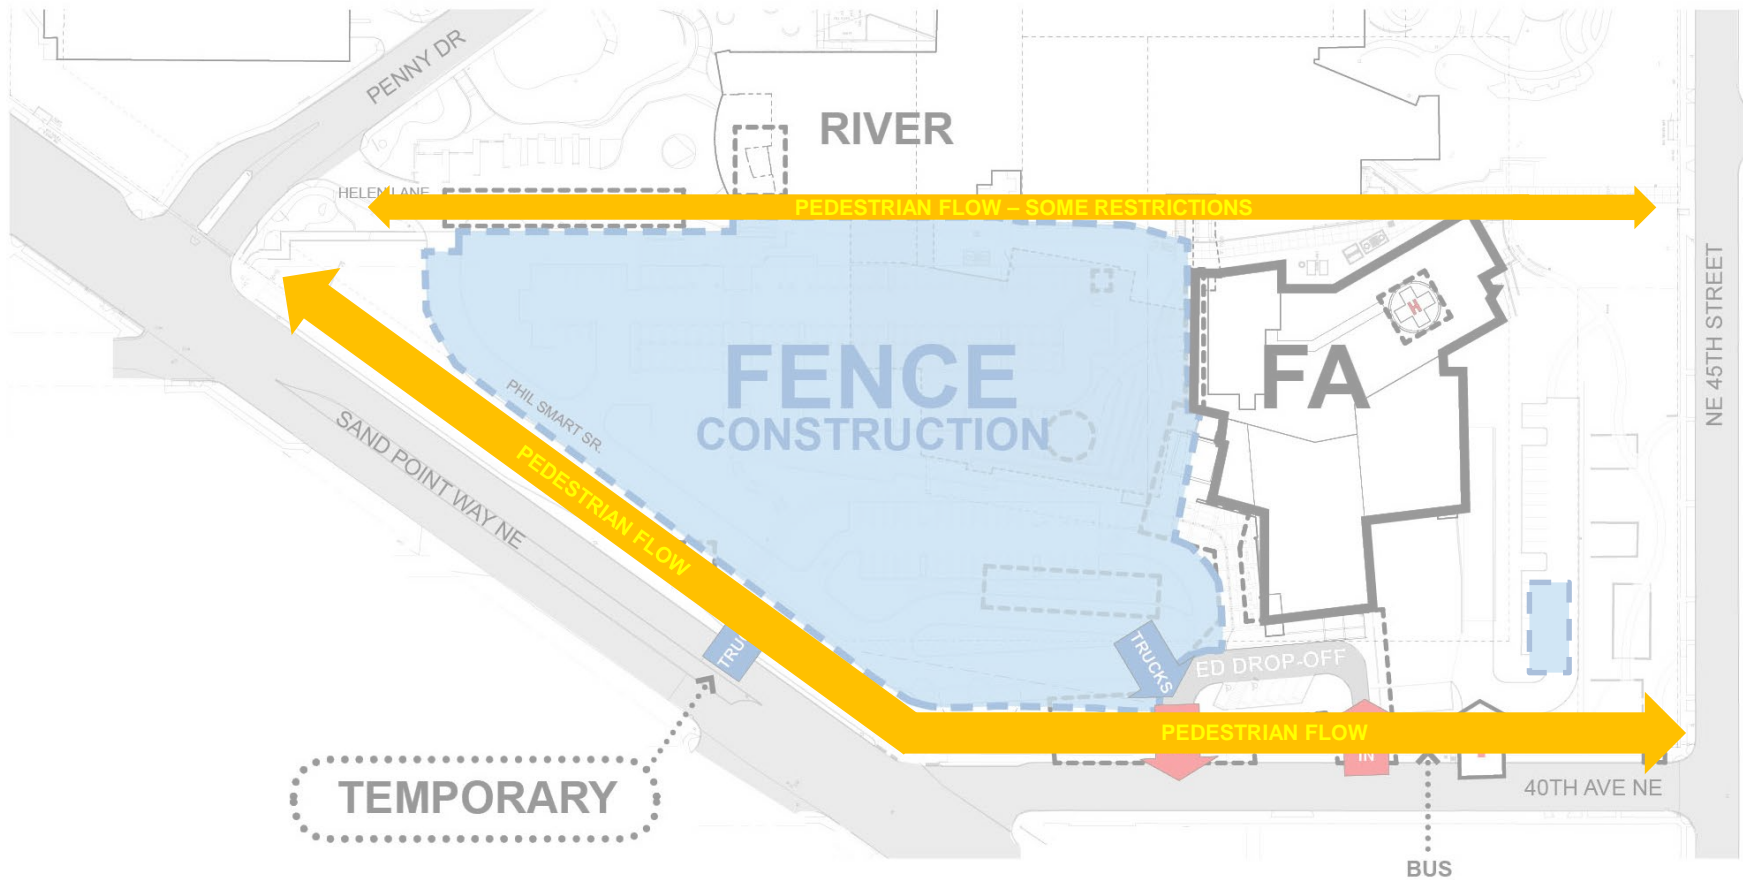 PENNY DR
RIVER
HELEN LANE
PEDESTRIAN FLOW – SOME RESTRICTIONS
NE 45TH STREET
H
FENCE
CONSTRUCTION
FA
PHIL SMART SR.
SAND POINT WAY NE
PEDESTRIAN FLOW
TRUCKS
ED DROP-OFF
PEDESTRIAN FLOW
IN
TEMPORARY
40TH AVE NE
BUS